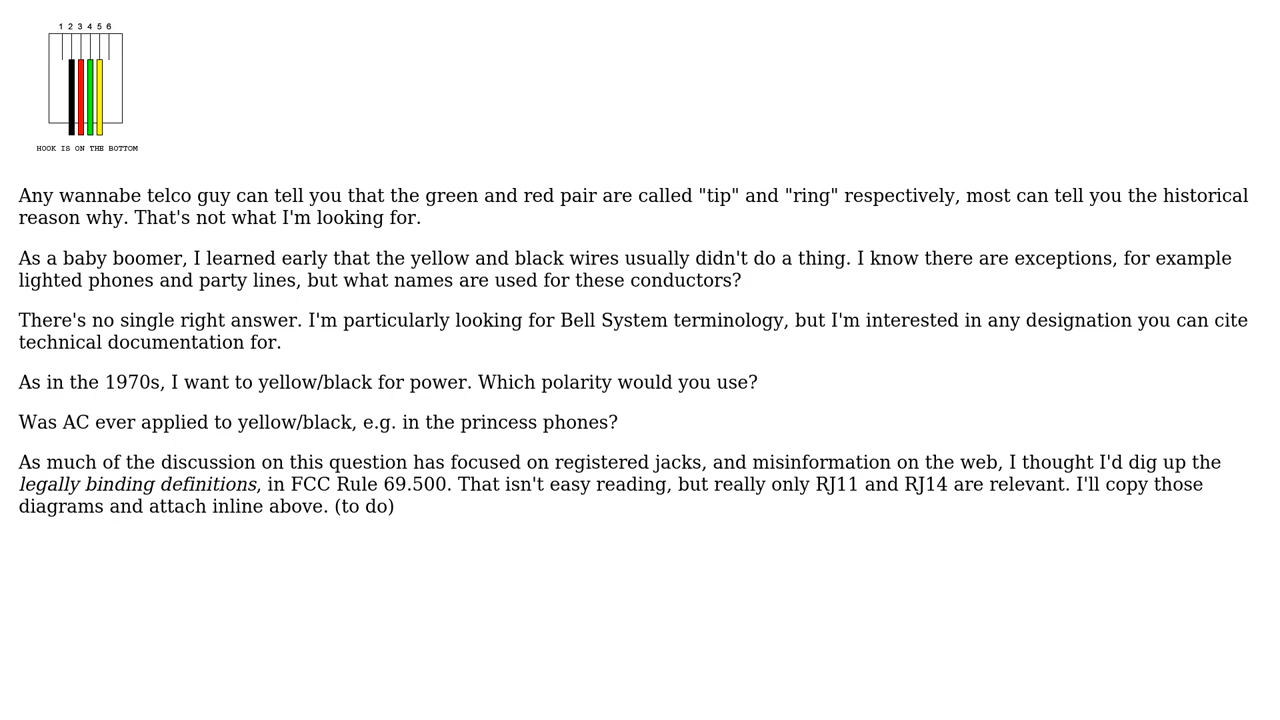 1 2 3 4 5 6
HOOK IS ON THE BOTTOM
Any wannabe telco guy can tell you that the green and red pair are called "tip" and "ring" respectively, most can tell you the historical
reason why. That's not what I'm looking for.
As a baby boomer, I learned early that the yellow and black wires usually didn't do a thing. I know there are exceptions, for example
lighted phones and party lines, but what names are used for these conductors?
There's no single right answer. I'm particularly looking for Bell System terminology, but I'm interested in any designation you can cite
technical documentation for.
As in the 1970s, I want to yellow/black for power. Which polarity would you use?
Was AC ever applied to yellow/black, e.g. in the princess phones?
As much of the discussion on this question has focused on registered jacks, and misinformation on the web, I thought I'd dig up the
legally binding definitions, in FCC Rule 69.500. That isn't easy reading, but really only RJ11 and RJ14 are relevant. I'll copy those
diagrams and attach inline above. (to do)